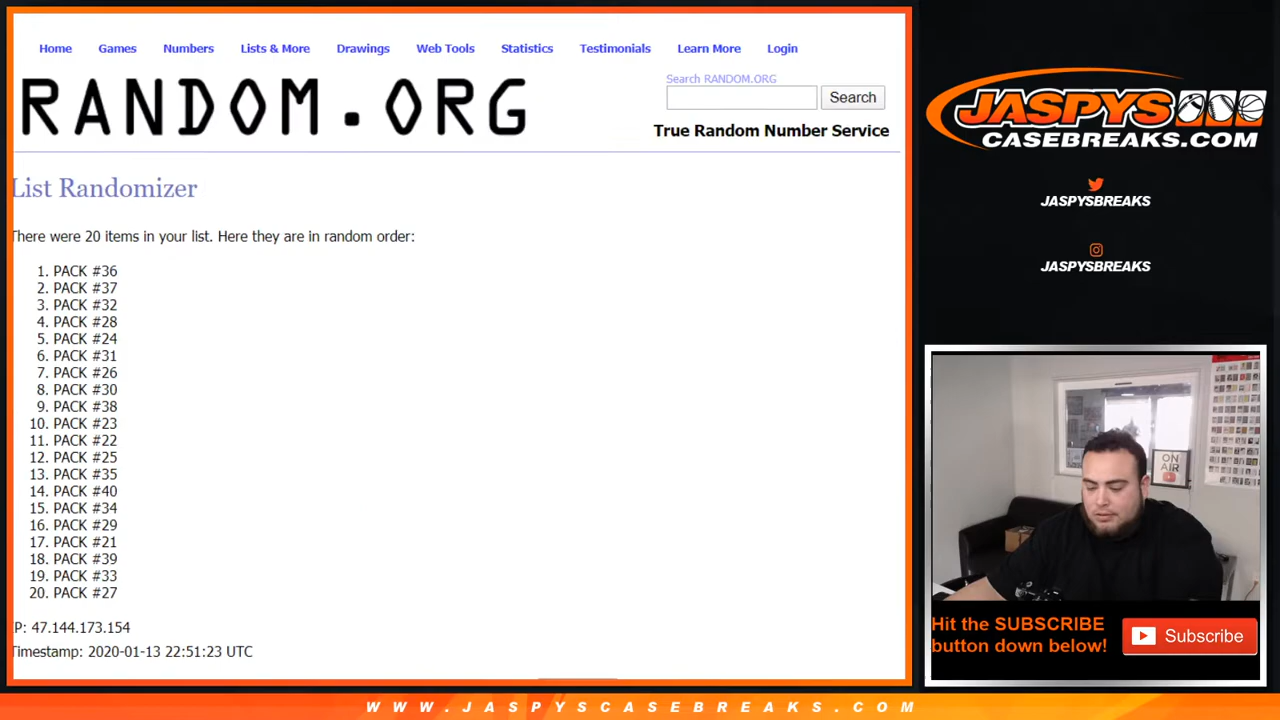 Home Games Numbers Lists & More Drawings Web Tools Statistics Testimonials Learn More Login
RANDOM.ORG
Search RANDOM.ORG
Search
True Random Number Service
List Randomizer
There were 20 items in your list. Here they are in random order:
1. PACK #36
2. PACK #37
3. PACK #32
4. PACK #28
5. PACK #24
6. PACK #31
7. PACK #26
8. PACK #30
9. PACK #38
10. PACK #23
11. PACK #22
12. PACK #25
13. PACK #35
14. PACK #40
15. PACK #34
16. PACK #29
17. PACK #21
18. PACK #39
19. PACK #33
20. PACK #27
IP: 47.144.173.154
Timestamp: 2020-01-13 22:51:23 UTC
JASPYS
CASEBREAKS.COM
JASPYSBREAKS
JASPYSBREAKS
ON
AIR
Hit the SUBSCRIBE
button down below!
Subscribe
WWW.JASPYSCASEBREAKS.COM